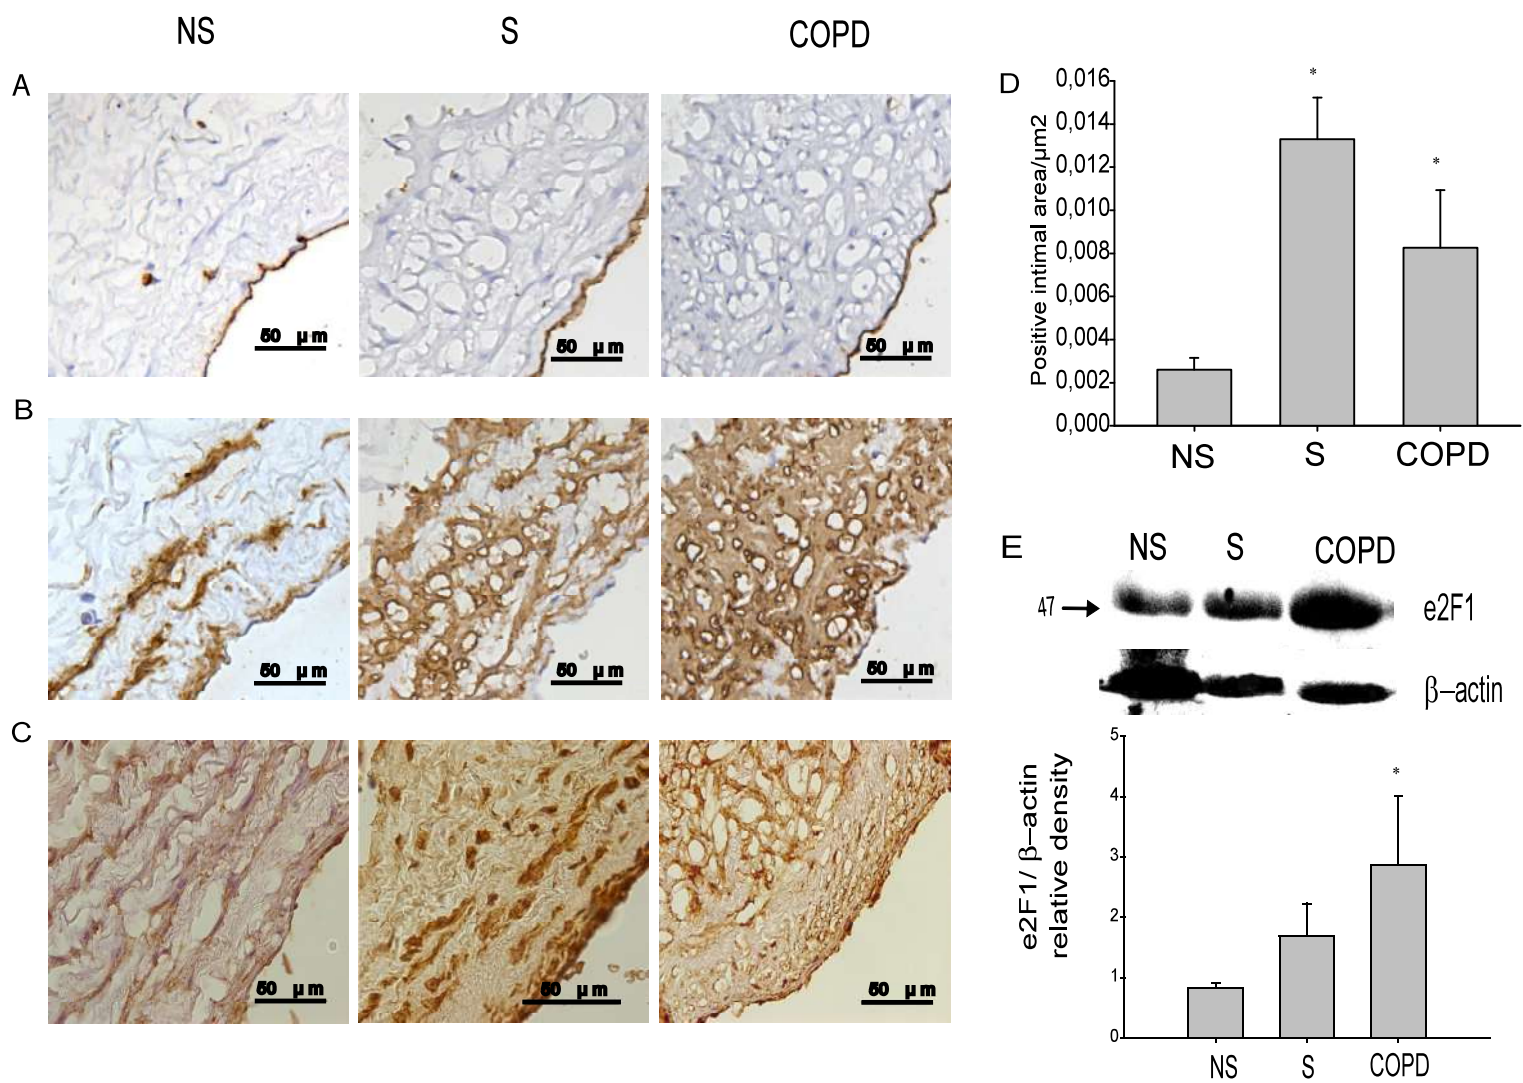 NS S COPD
A
50 µm 50 µm 50 µm
B
50 µm 50 µm 50 µm
C
50 µm 50 µm 50 µm
D
Positive intimal area/µm2
0,016
0,014
0,012
0,010
0,008
0,006
0,004
0,002
0,000
*
*
NS S COPD
E
NS S COPD
47 e2F1
β–actin
e2F1/ β–actin
relative density
5
4
3
2
1
0
*
NS S COPD